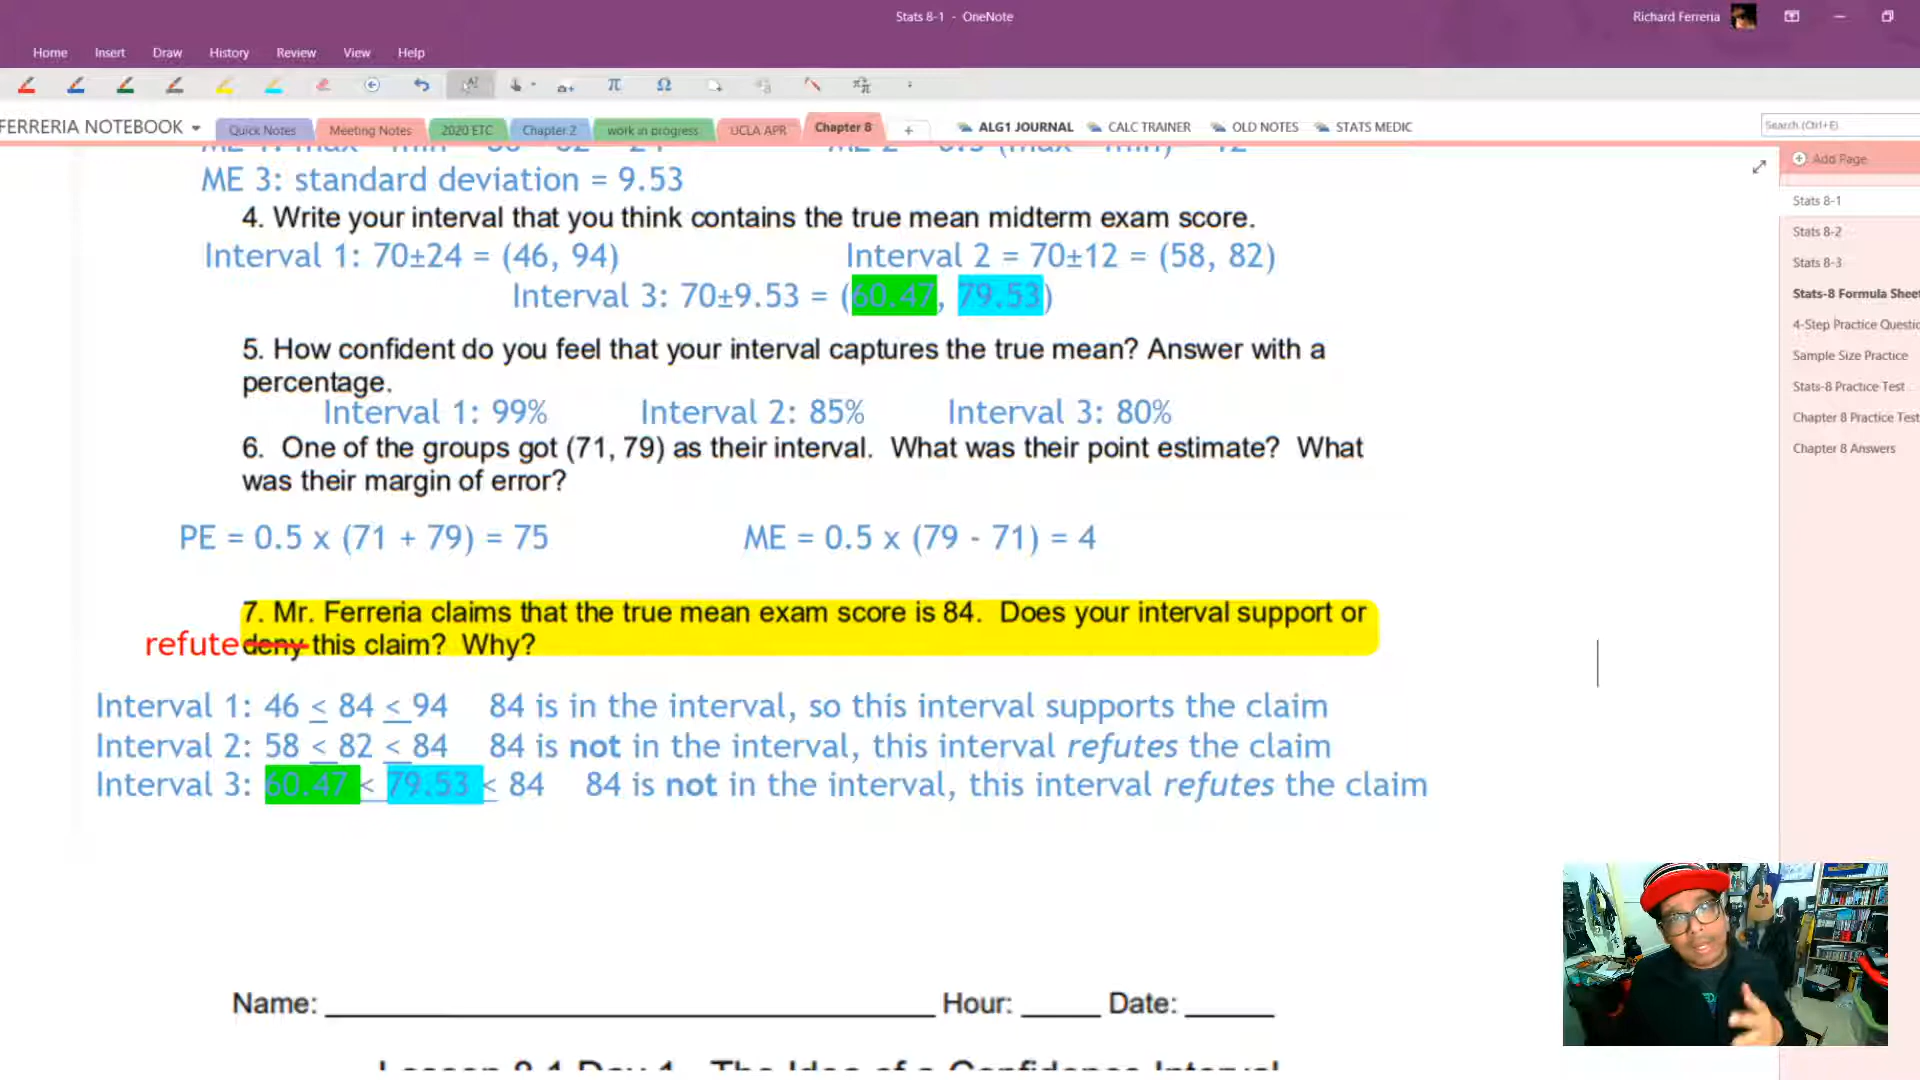 Stats 8-1 - OneNote
Richard Ferreria
Home Insert Draw History Review View Help
FERRERIA NOTEBOOK
Quick Notes Meeting Notes 2020 ETC Chapter 2 work in progress UCLA APR Chapter 8 + ALG1 JOURNAL CALC TRAINER OLD NOTES STATS MEDIC
Search (Ctrl+E)
Add Page
Stats 8-1
Stats 8-2
Stats 8-3
Stats-8 Formula Sheet
4-Step Practice Questio
Sample Size Practice
Stats-8 Practice Test
Chapter 8 Practice Test
Chapter 8 Answers
ME 3: standard deviation = 9.53
4. Write your interval that you think contains the true mean midterm exam score.
Interval 1: 70±24 = (46, 94) Interval 2 = 70±12 = (58, 82)
Interval 3: 70±9.53 = (60.47, 79.53)
5. How confident do you feel that your interval captures the true mean? Answer with a
percentage.
Interval 1: 99% Interval 2: 85% Interval 3: 80%
6. One of the groups got (71, 79) as their interval. What was their point estimate? What
was their margin of error?
PE = 0.5 x (71 + 79) = 75 ME = 0.5 x (79 - 71) = 4
7. Mr. Ferreria claims that the true mean exam score is 84. Does your interval support or
refute deny this claim? Why?
Interval 1: 46 < 84 < 94 84 is in the interval, so this interval supports the claim
Interval 2: 58 < 82 < 84 84 is not in the interval, this interval refutes the claim
Interval 3: 60.47 < 79.53 < 84 84 is not in the interval, this interval refutes the claim
Name: Hour: Date:
Lesson 8.1 Day 1 The Idea of a Confidence Interval